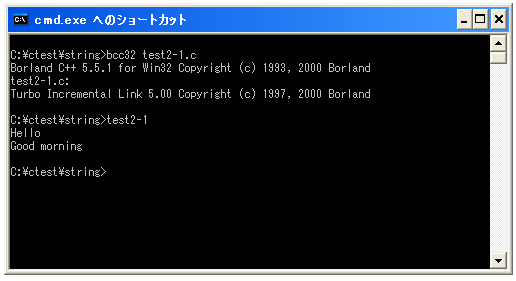 cmd.exe へのショートカット
C:¥ctest¥string>bcc32 test2-1.c
Borland C++ 5.5.1 for Win32 Copyright (c) 1993, 2000 Borland
test2-1.c:
Turbo Incremental Link 5.00 Copyright (c) 1997, 2000 Borland
C:¥ctest¥string>test2-1
Hello
Good morning
C:¥ctest¥string>